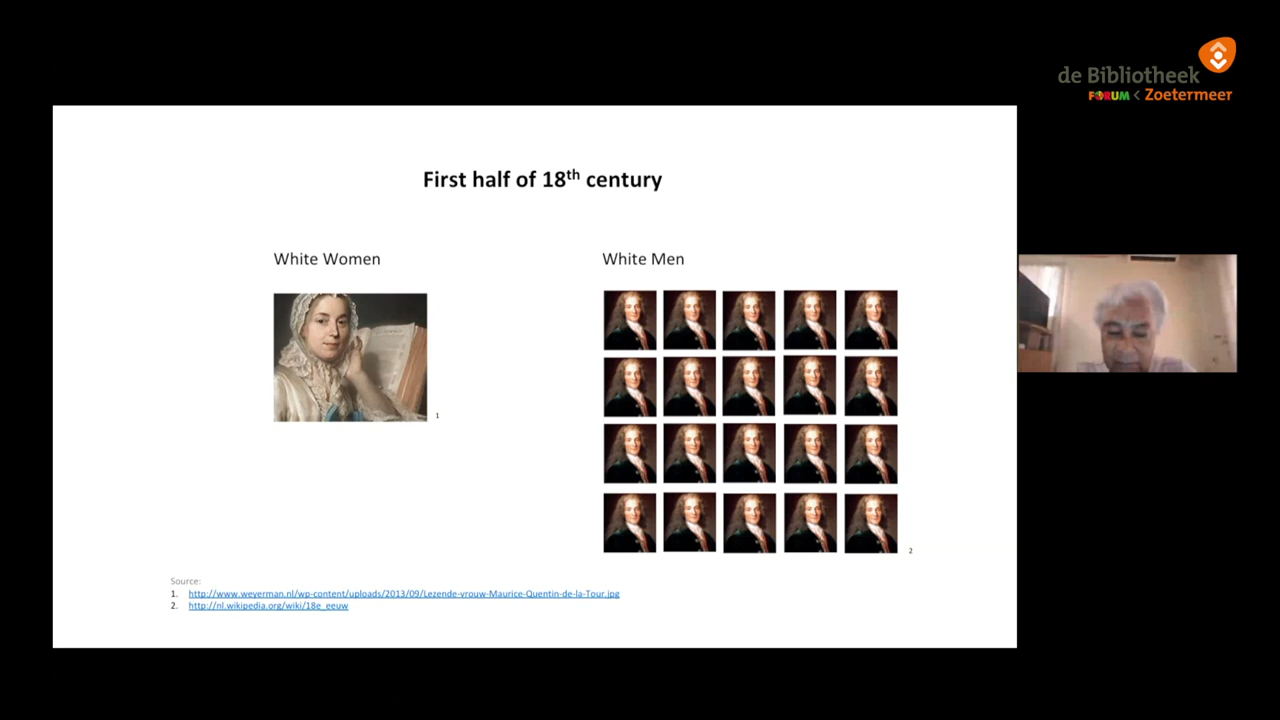 de Bibliotheek
FORUM < Zoetermeer
First half of 18th century
White Women
White Men
1
2
Source:
1. http://www.weyerman.nl/wp-content/uploads/2013/09/Lezende-vrouw-Maurice-Quentin-de-la-Tour.jpg
2. http://nl.wikipedia.org/wiki/18e_eeuw